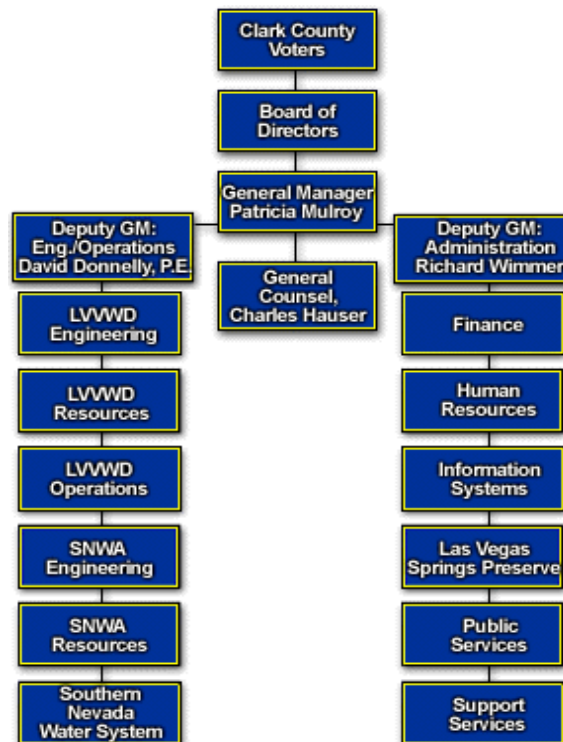 Clark County
Voters
Board of
Directors
General Manager
Patricia Mulroy
Deputy GM:
Eng./Operations
David Donnelly, P.E.
Deputy GM:
Administration
Richard Wimmer
General
Counsel,
Charles Hauser
LVVWD
Engineering
LVVWD
Resources
LVVWD
Operations
SNWA
Engineering
SNWA
Resources
Southern
Nevada
Water System
Finance
Human
Resources
Information
Systems
Las Vegas
Springs Preserve
Public
Services
Support
Services